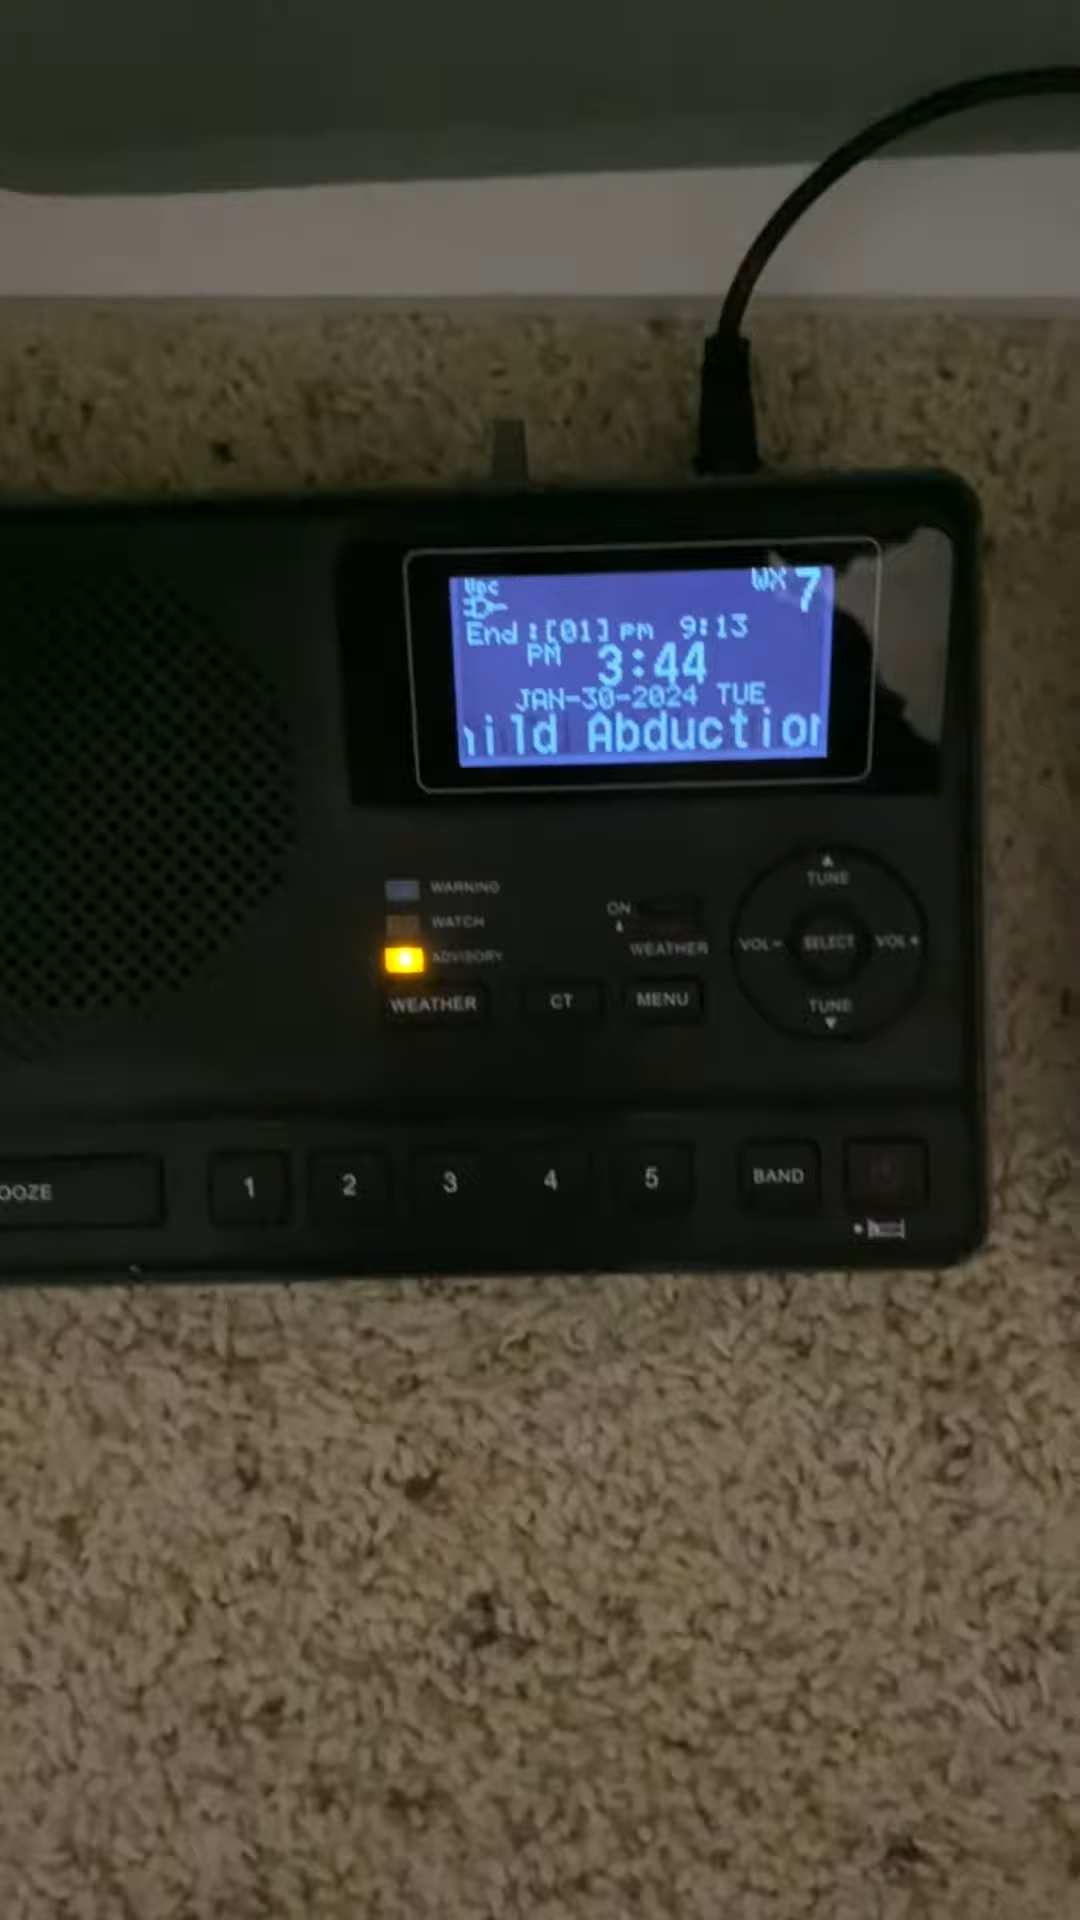 WX 7
End :[01] pm 9:13
PM 3:44
JAN-30-2024 TUE
hild Abduction
WARNING
WATCH
ADVISORY
ON
WEATHER
WEATHER
CT
MENU
▲
TUNE
VOL-
SELECT
VOL+
TUNE
▼
OOZE
1
2
3
4
5
BAND